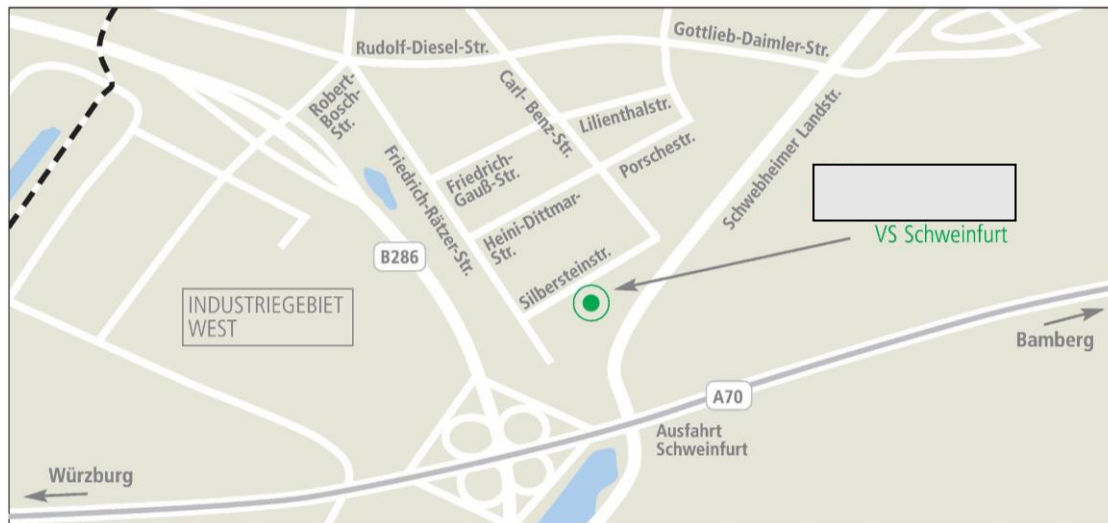 Gottlieb-Daimler-Str.
Rudolf-Diesel-Str.
Robert-
Bosch-
Str.
Carl- Benz-Str.
Lilienthalstr.
Friedrich-
Gauß-Str.
Porschestr.
Friedrich-Rätzer-Str.
Heini-Dittmar-
Str.
Schwebheimer Landstr.
VS Schweinfurt
B286
Silbersteinstr.
INDUSTRIEGEBIET
WEST
Bamberg
A70
Ausfahrt
Schweinfurt
Würzburg